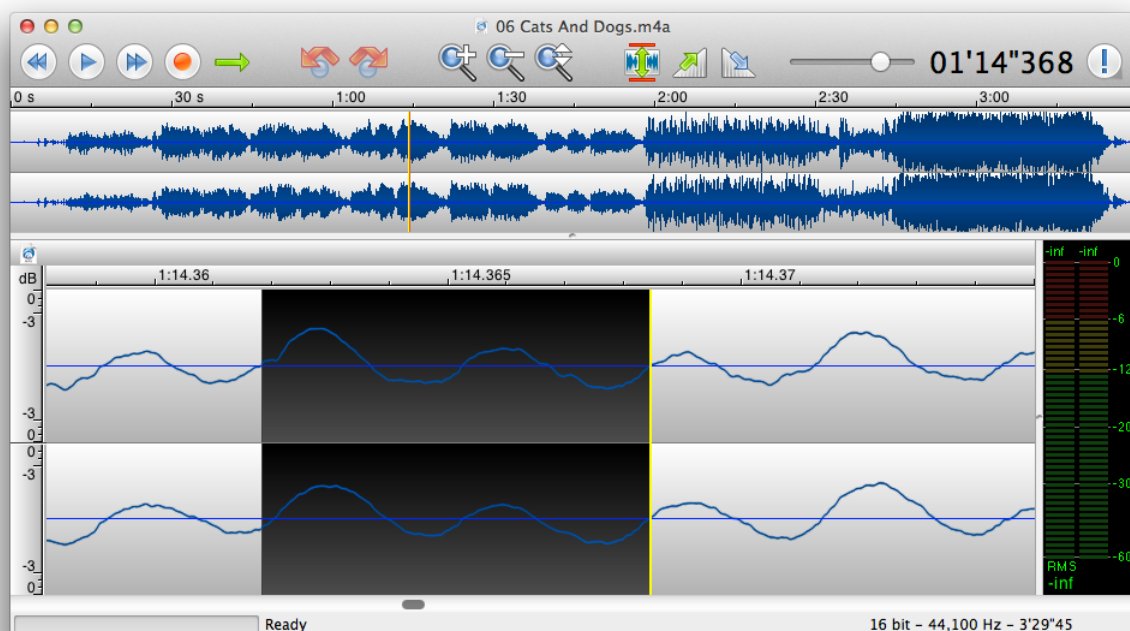 06 Cats And Dogs.m4a
01'14"368
0 s 30 s 1:00 1:30 2:00 2:30 3:00
dB 1:14.36 1:14.365 1:14.37
-inf -inf
0
0
-3
-6
-12
-3
0
-20
0
-3
-30
-3
-60
0
RMS
-inf
Ready 16 bit - 44,100 Hz - 3'29"45